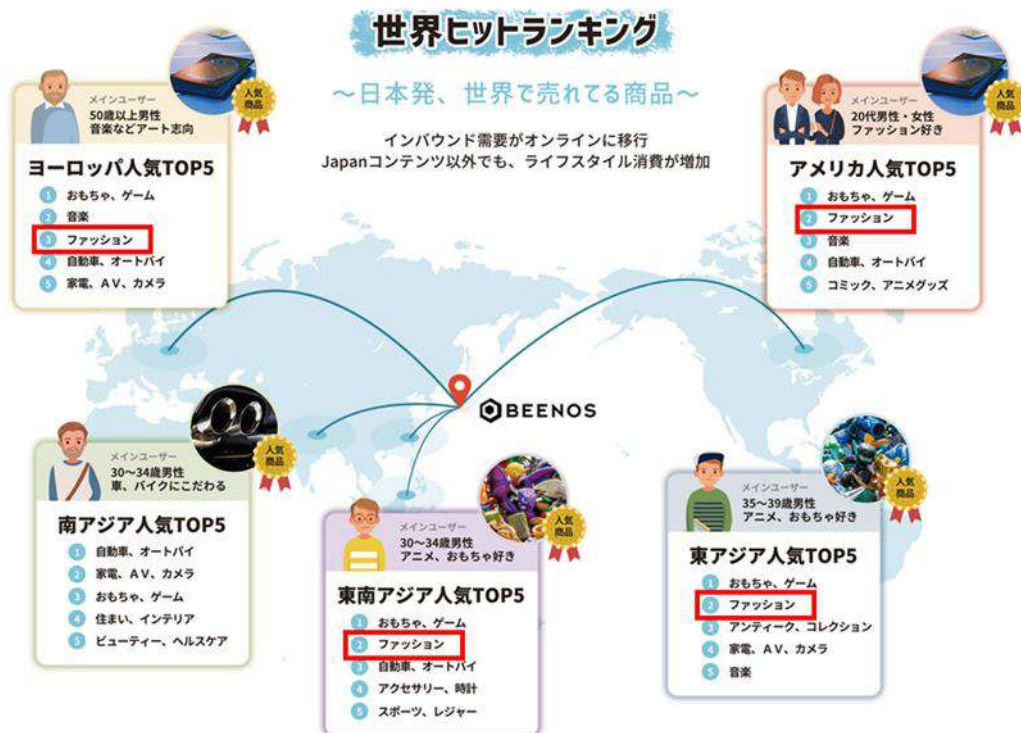 世界ヒットランキング
～日本発、世界で売れてる商品～
インバウンド需要がオンラインに移行
Japanコンテンツ以外でも、ライフスタイル消費が増加
人気
商品
メインユーザー
50歳以上男性
音楽などアート志向
ヨーロッパ人気TOP5
1 おもちゃ、ゲーム
2 音楽
3 ファッション
4 自動車、オートバイ
5 家電、AV、カメラ
人気
商品
メインユーザー
20代男性・女性
ファッション好き
アメリカ人気TOP5
1 おもちゃ、ゲーム
2 ファッション
3 音楽
4 自動車、オートバイ
5 コミック、アニメグッズ
BEENOS
人気
商品
メインユーザー
30～34歳男性
車、バイクにこだわる
南アジア人気TOP5
1 自動車、オートバイ
2 家電、AV、カメラ
3 おもちゃ、ゲーム
4 住まい、インテリア
5 ビューティー、ヘルスケア
人気
商品
メインユーザー
30～34歳男性
アニメ、おもちゃ好き
東南アジア人気TOP5
1 おもちゃ、ゲーム
2 ファッション
3 自動車、オートバイ
4 アクセサリー、時計
5 スポーツ、レジャー
人気
商品
メインユーザー
35～39歳男性
アニメ、おもちゃ好き
東アジア人気TOP5
1 おもちゃ、ゲーム
2 ファッション
3 アンティーク、コレクション
4 家電、AV、カメラ
5 音楽